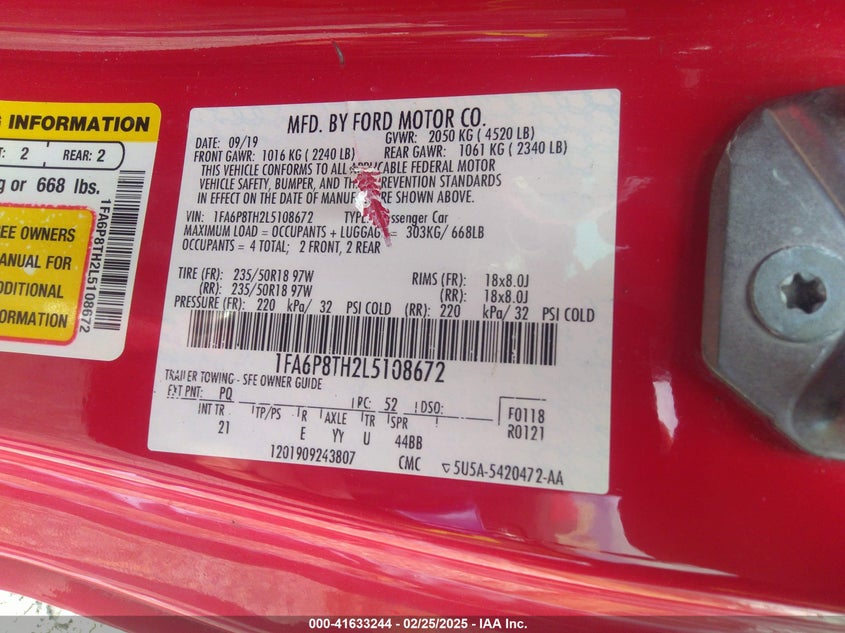 G INFORMATION
T: 2 REAR: 2
g or 668 lbs.
EE OWNERS
ANUAL FOR
DDITIONAL
FORMATION
1FA6P8TH2L5108672
MFD. BY FORD MOTOR CO.
DATE: 09/19 GVWR: 2050 KG ( 4520 LB)
FRONT GAWR: 1016 KG ( 2240 LB) REAR GAWR: 1061 KG ( 2340 LB)
THIS VEHICLE CONFORMS TO ALL APPLICABLE FEDERAL MOTOR
VEHICLE SAFETY, BUMPER, AND PREVENTION STANDARDS
IN EFFECT ON THE DATE OF MANUFACTURE SHOWN ABOVE.
VIN: 1FA6P8TH2L5108672 TYPE: Passenger Car
MAXIMUM LOAD = OCCUPANTS + LUGGAG = 303KG/ 668LB
OCCUPANTS = 4 TOTAL; 2 FRONT, 2 REAR
TIRE (FR): 235/50R18 97W RIMS (FR): 18x8.0J
(RR): 235/50R18 97W (RR): 18x8.0J
PRESSURE (FR): 220 kPa/ 32 PSI COLD (RR): 220 kPa/ 32 PSI COLD
1FA6P8TH2L5108672
TRAILER TOWING - SEE OWNER GUIDE
EXT PNT: PQ RC: 52 DSO: F0118
INT TR TP/PS R AXLE TR SPR R0121
21 E YY U 44BB
1201909243807 CMC 5U5A-5420472-AA
000-41633244 - 02/25/2025 - IAA Inc.